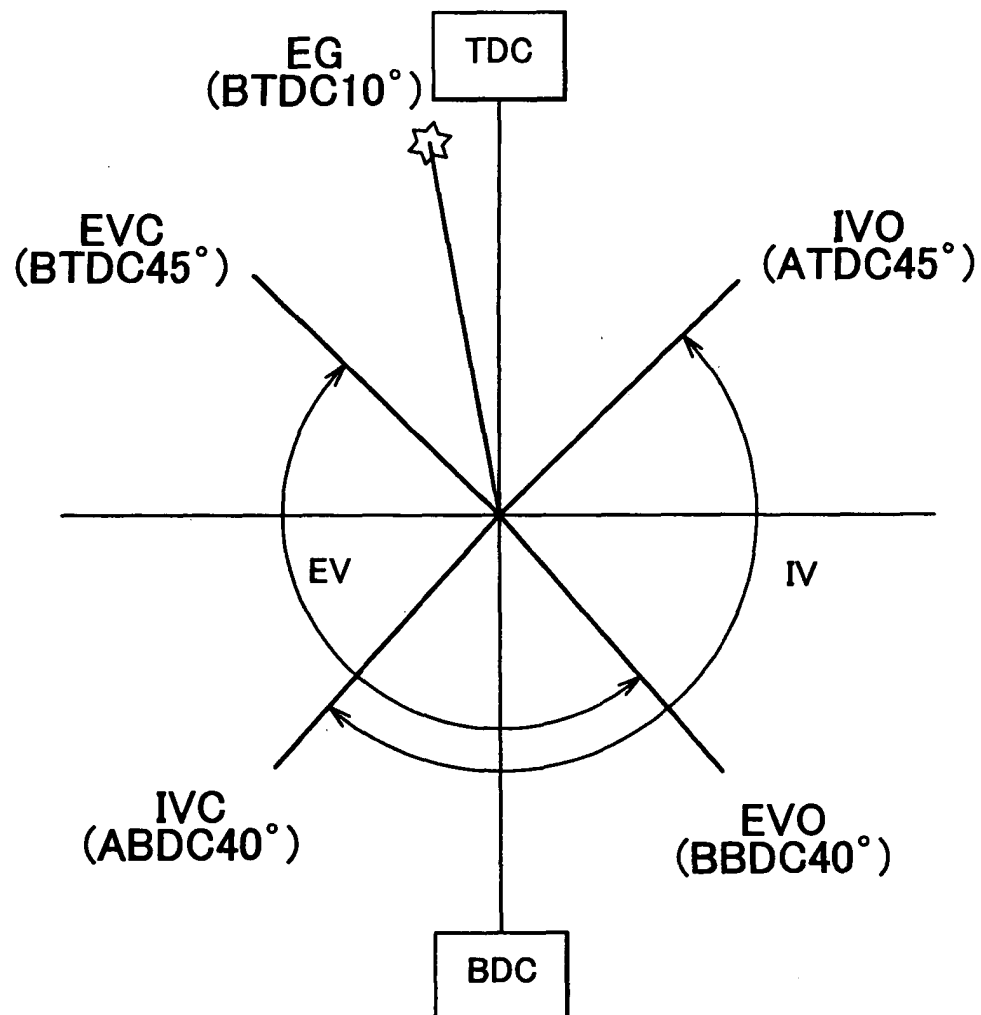 TDC
EG
(BTDC10°)
EVC
(BTDC45°)
IVO
(ATDC45°)
EV
IV
IVC
(ABDC40°)
EVO
(BBDC40°)
BDC